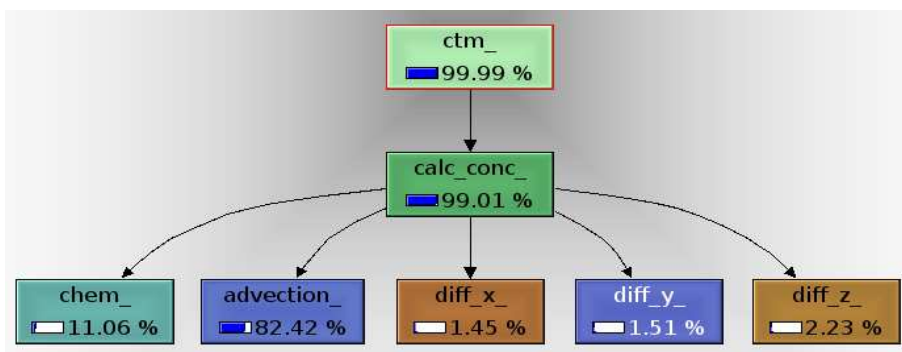 ctm_
99.99 %
calc_conc_
99.01 %
chem_
11.06 %
advection_
82.42 %
diff_x_
1.45 %
diff_y_
1.51 %
diff_z_
2.23 %